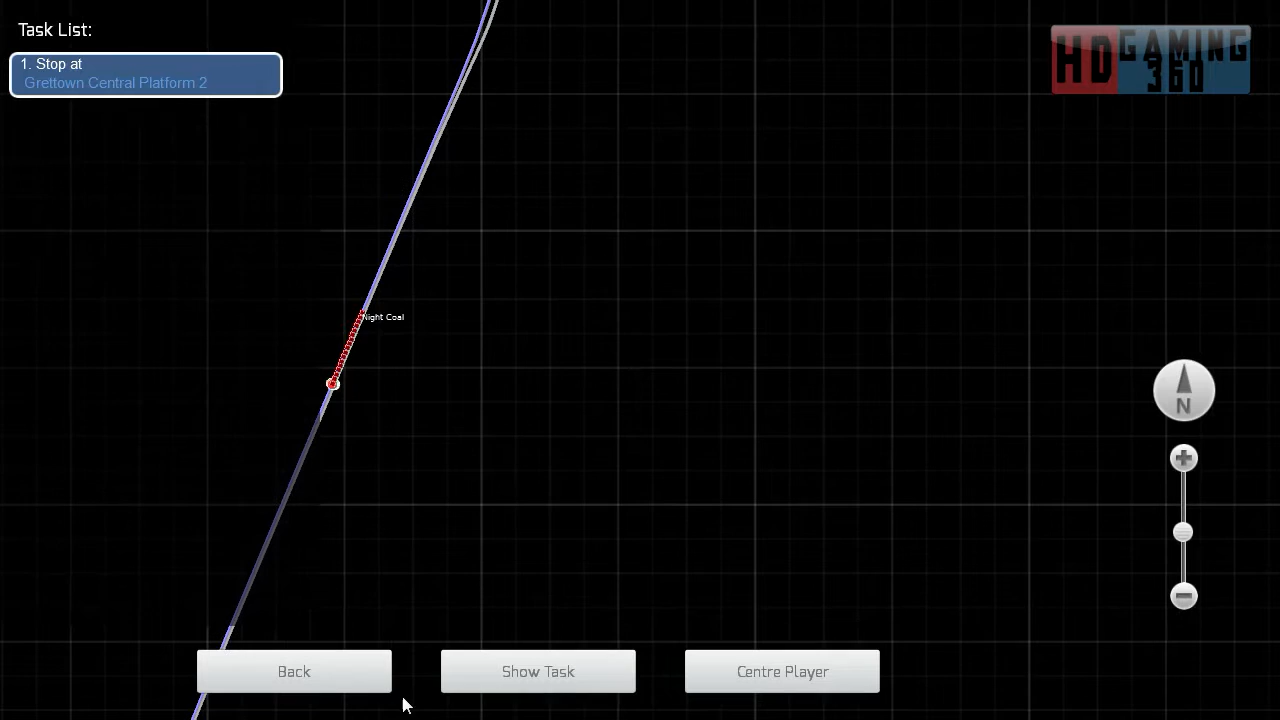 Task List:
HD GAMING
360
1. Stop at
Grettown Central Platform 2
Night Coal
N
Back
Show Task
Centre Player